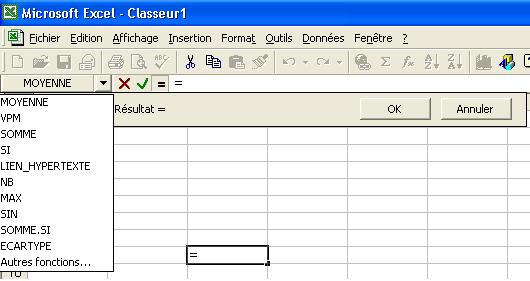 Microsoft Excel - Classeur1
Fichier Edition Affichage Insertion Format Outils Données Fenêtre ?
MOYENNE = =
MOYENNE
VPM
SOMME
SI
LIEN_HYPERTEXTE
NB
MAX
SIN
SOMME.SI
ECARTYPE
Autres fonctions...
Résultat = OK Annuler
=